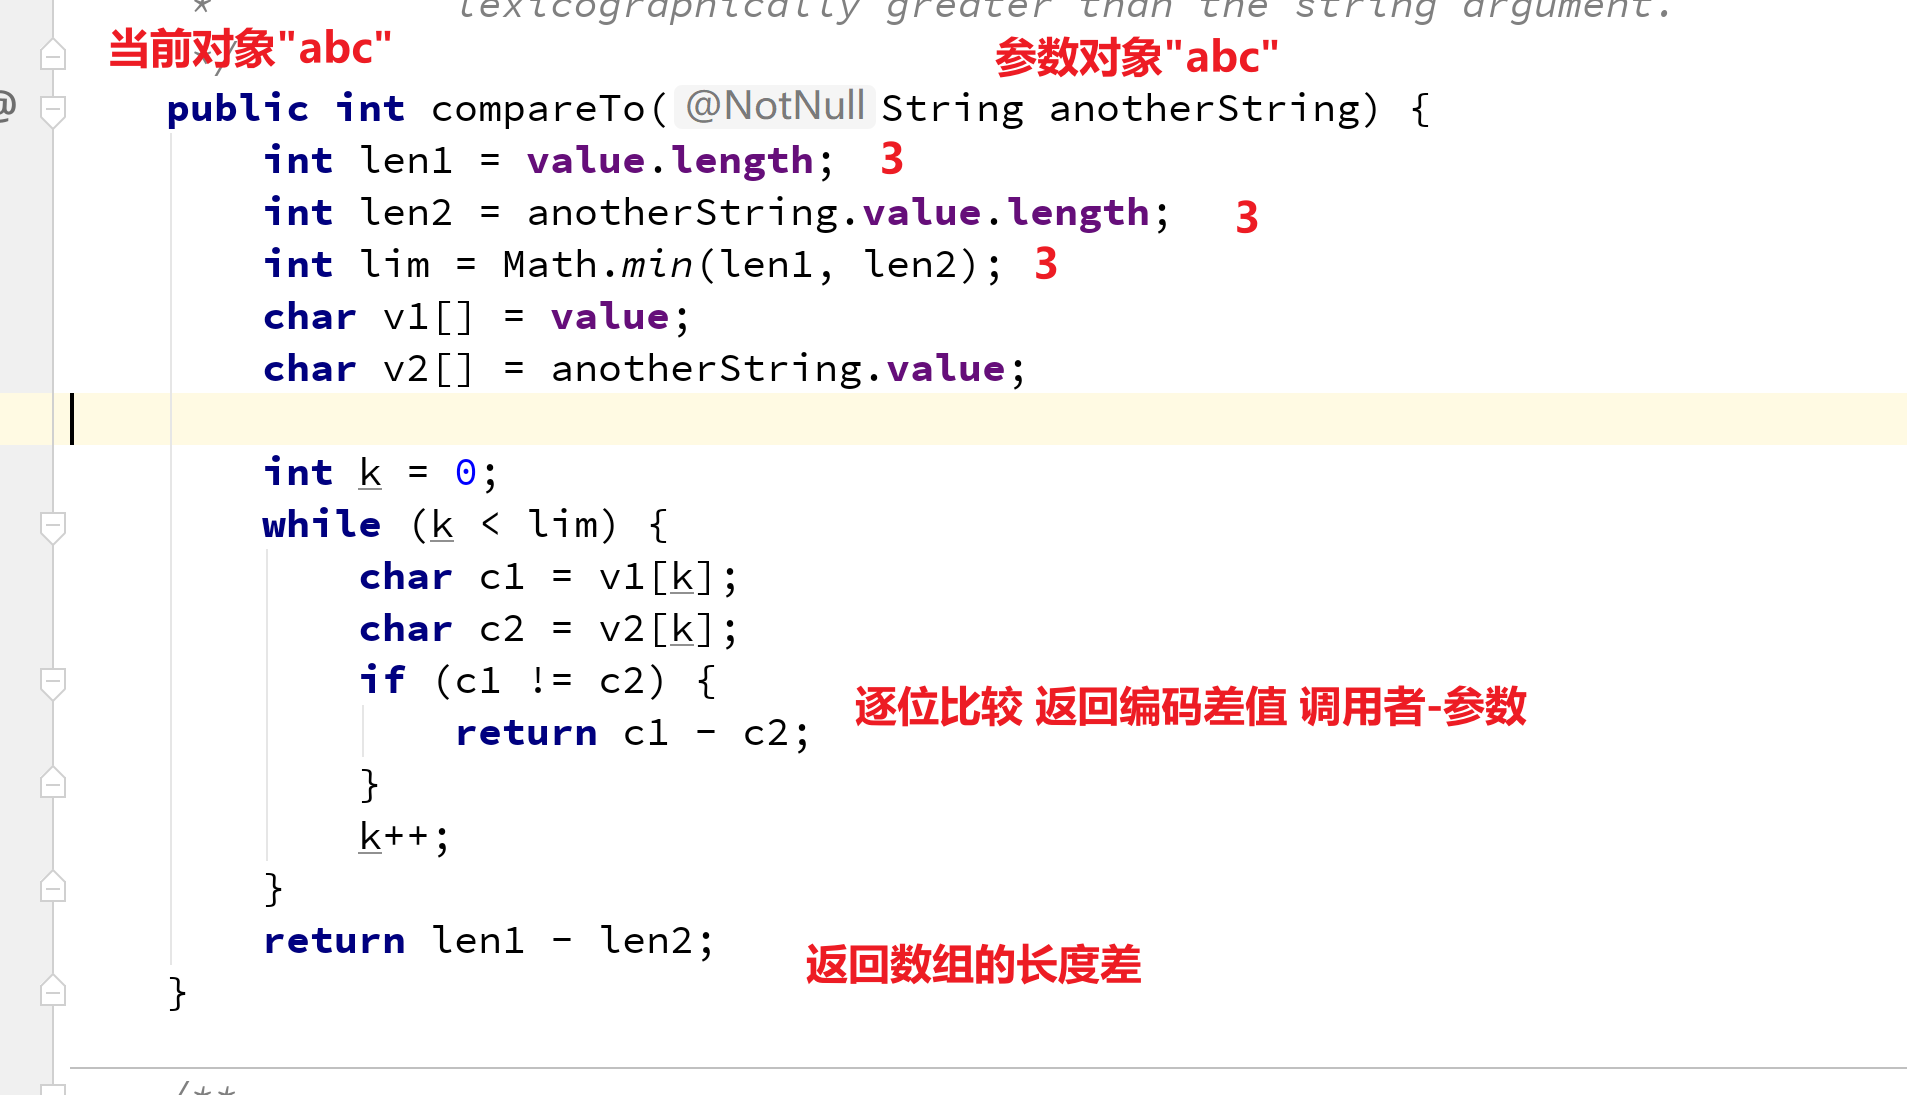 * lexicographically greater than the string argument.
当前对象"abc"
*/
参数对象"abc"
@
public int compareTo(@NotNull String anotherString) {
int len1 = value.length; 3
int len2 = anotherString.value.length; 3
int lim = Math.min(len1, len2); 3
char v1[] = value;
char v2[] = anotherString.value;
int k = 0;
while (k < lim) {
char c1 = v1[k];
char c2 = v2[k];
if (c1 != c2) {
逐位比较 返回编码差值 调用者-参数
return c1 - c2;
}
k++;
}
return len1 - len2;
返回数组的长度差
}
/**